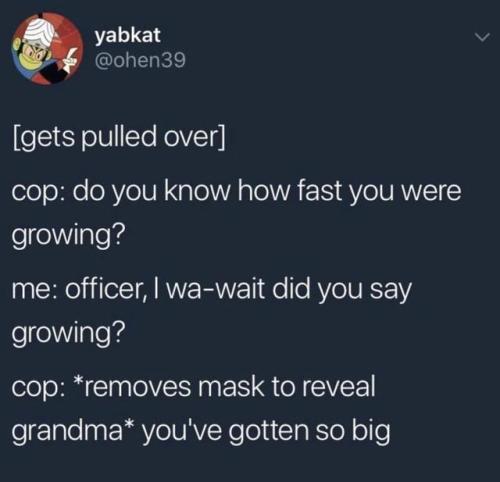 yabkat
@ohen39
[gets pulled over]
cop: do you know how fast you were
growing?
me: officer, I wa-wait did you say
growing?
cop: *removes mask to reveal
grandma* you've gotten so big